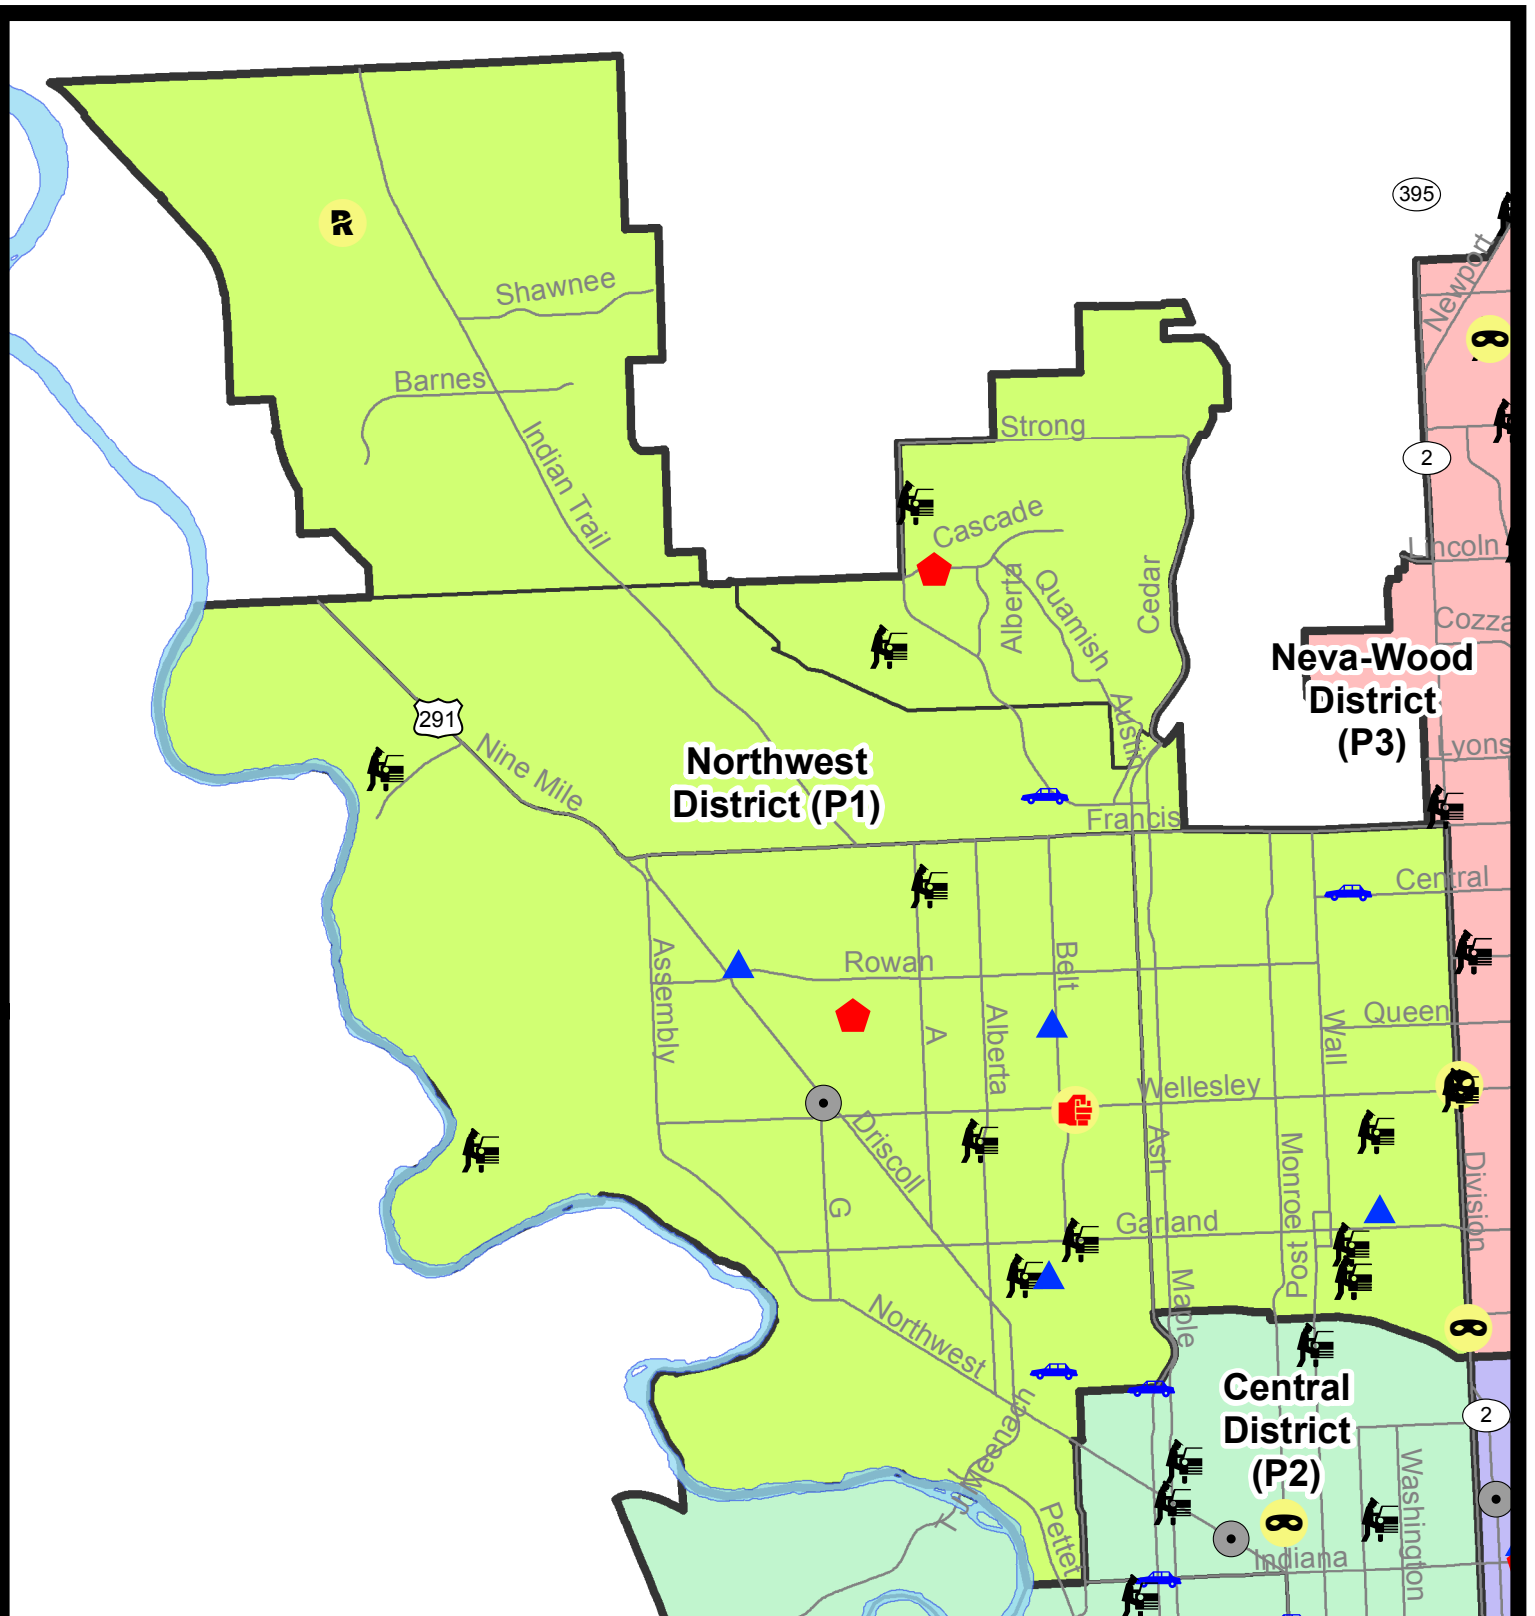 395
Newport
R
Shawnee
Barnes
Strong
2
Indian Trail
Cascade
Lincoln
Alberta
Quamish
Cedar
Cozza
Neva-Wood
District
(P3)
291
Austin
Nine Mile
Lyons
Northwest
District (P1)
Francis
Central
Assembly
Rowan
Belt
Queen
A
Alberta
Wall
Wellesley
Driscoll
Ash
Monroe
Division
G
Garland
Post
Maple
Northwest
Central
District
(P2)
2
T J Meenach
Washington
Pettet
Indiana